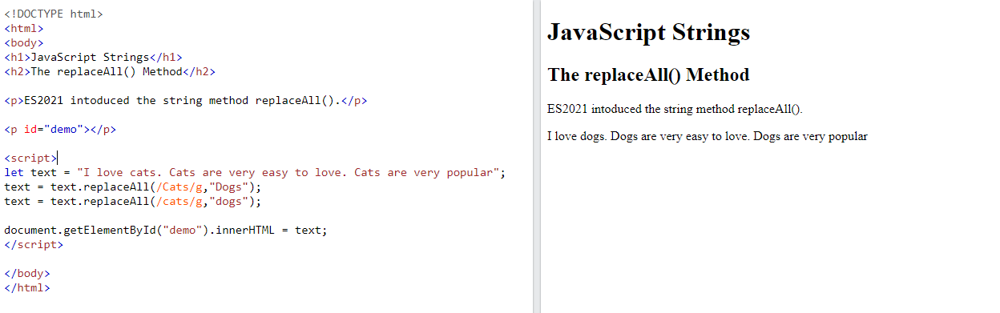 <!DOCTYPE html>
<html>
<body>
<h1>JavaScript Strings</h1>
<h2>The replaceAll() Method</h2>
<p>ES2021 intoduced the string method replaceAll().</p>
<p id="demo"></p>
<script>
let text = "I love cats. Cats are very easy to love. Cats are very popular";
text = text.replaceAll(/Cats/g,"Dogs");
text = text.replaceAll(/cats/g,"dogs");
document.getElementById("demo").innerHTML = text;
</script>
</body>
</html>
JavaScript Strings
The replaceAll() Method
ES2021 intoduced the string method replaceAll().
I love dogs. Dogs are very easy to love. Dogs are very popular